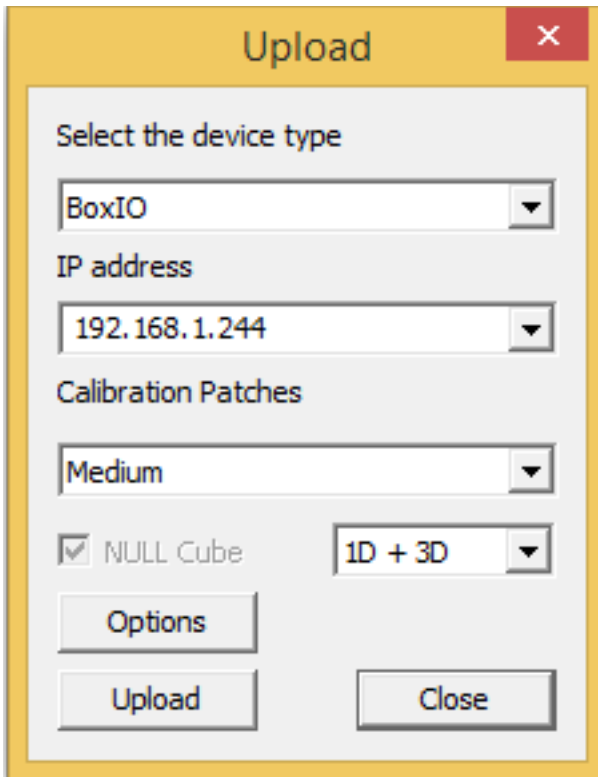 Upload
Select the device type
BoxIO
IP address
192.168.1.244
Calibration Patches
Medium
NULL Cube 1D + 3D
Options
Upload Close